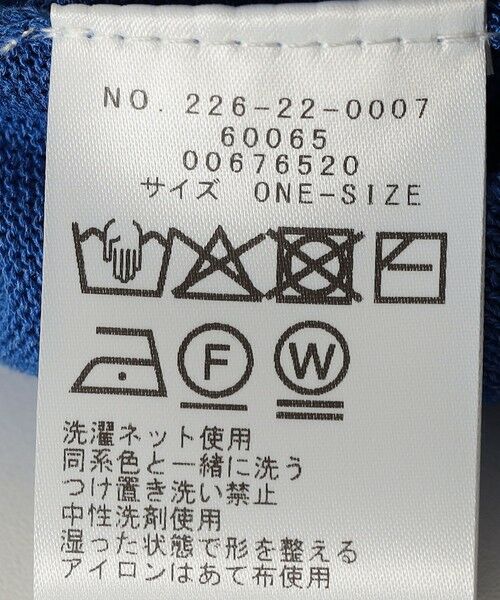 NO. 226-22-0007
60065
00676520
サイズ ONE-SIZE
F W
洗濯ネット使用
同系色と一緒に洗う
つけ置き洗い禁止
中性洗剤使用
湿った状態で形を整える
アイロンはあて布使用